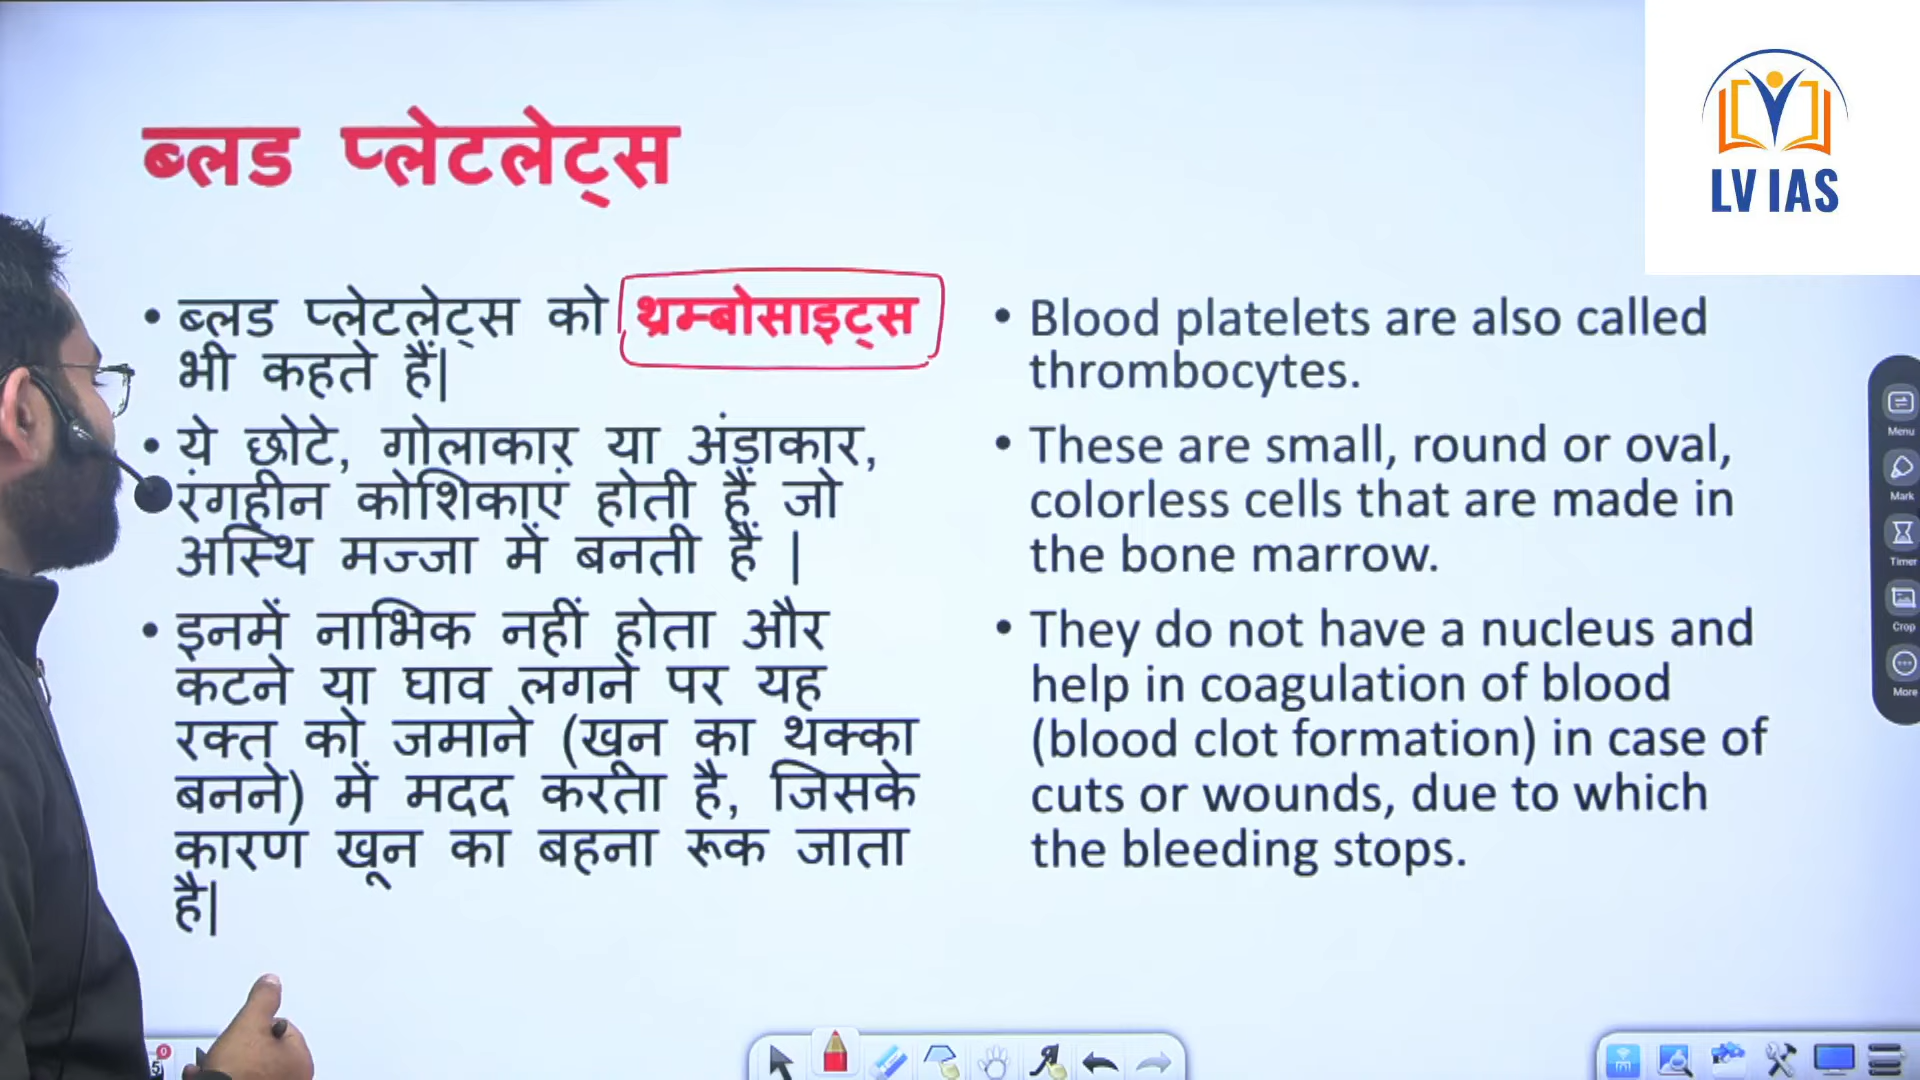 ब्लड प्लेटलेट्स
LV IAS
• ब्लड प्लेटलेट्स को थ्रम्बोसाइट्स
भी कहते हैं|
• ये छोटे, गोलाकार या अंडाकार,
रंगहीन कोशिकाएं होती हैं जो
अस्थि मज्जा में बनती हैं |
• इनमें नाभिक नहीं होता और
कटने या घाव लगने पर यह
रक्त को जमाने (खून का थक्का
बनने) में मदद करती है, जिसके
कारण खून का बहना रूक जाता
है|
• Blood platelets are also called
thrombocytes.
• These are small, round or oval,
colorless cells that are made in
the bone marrow.
• They do not have a nucleus and
help in coagulation of blood
(blood clot formation) in case of
cuts or wounds, due to which
the bleeding stops.
Menu
Mark
Timer
Crop
More